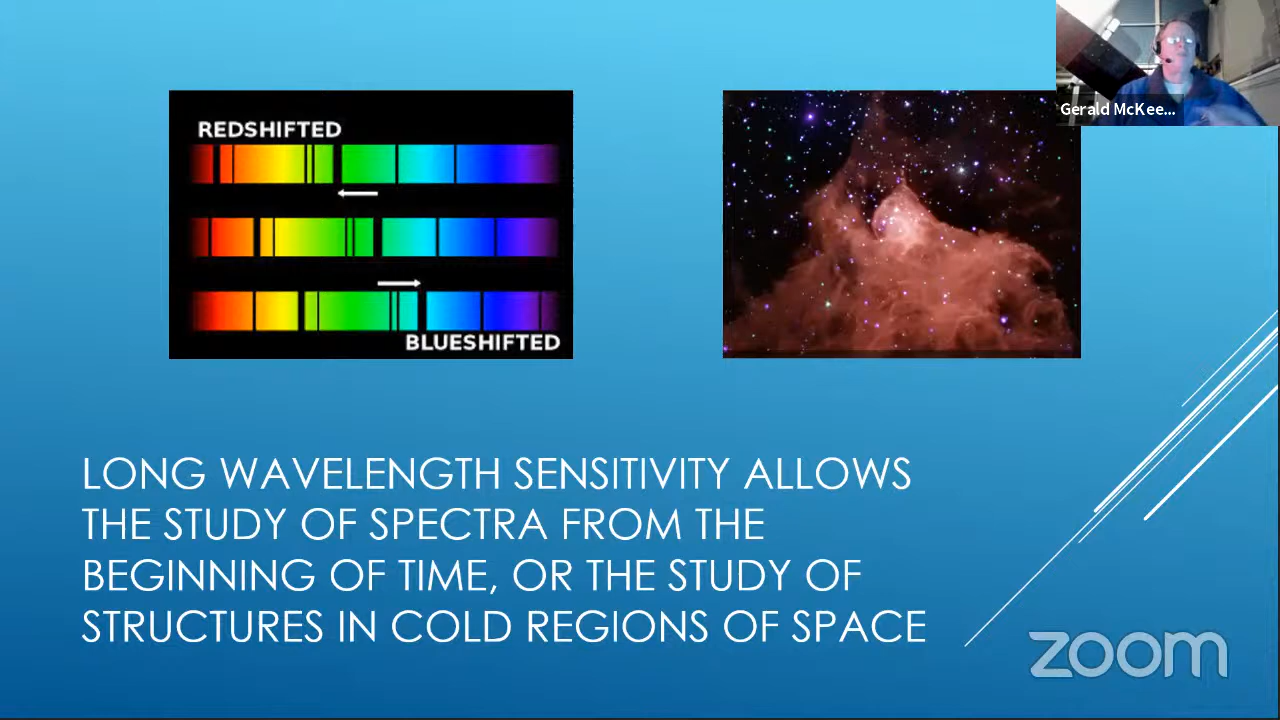 REDSHIFTED
BLUESHIFTED
Gerald McKee...
LONG WAVELENGTH SENSITIVITY ALLOWS
THE STUDY OF SPECTRA FROM THE
BEGINNING OF TIME, OR THE STUDY OF
STRUCTURES IN COLD REGIONS OF SPACE
zoom